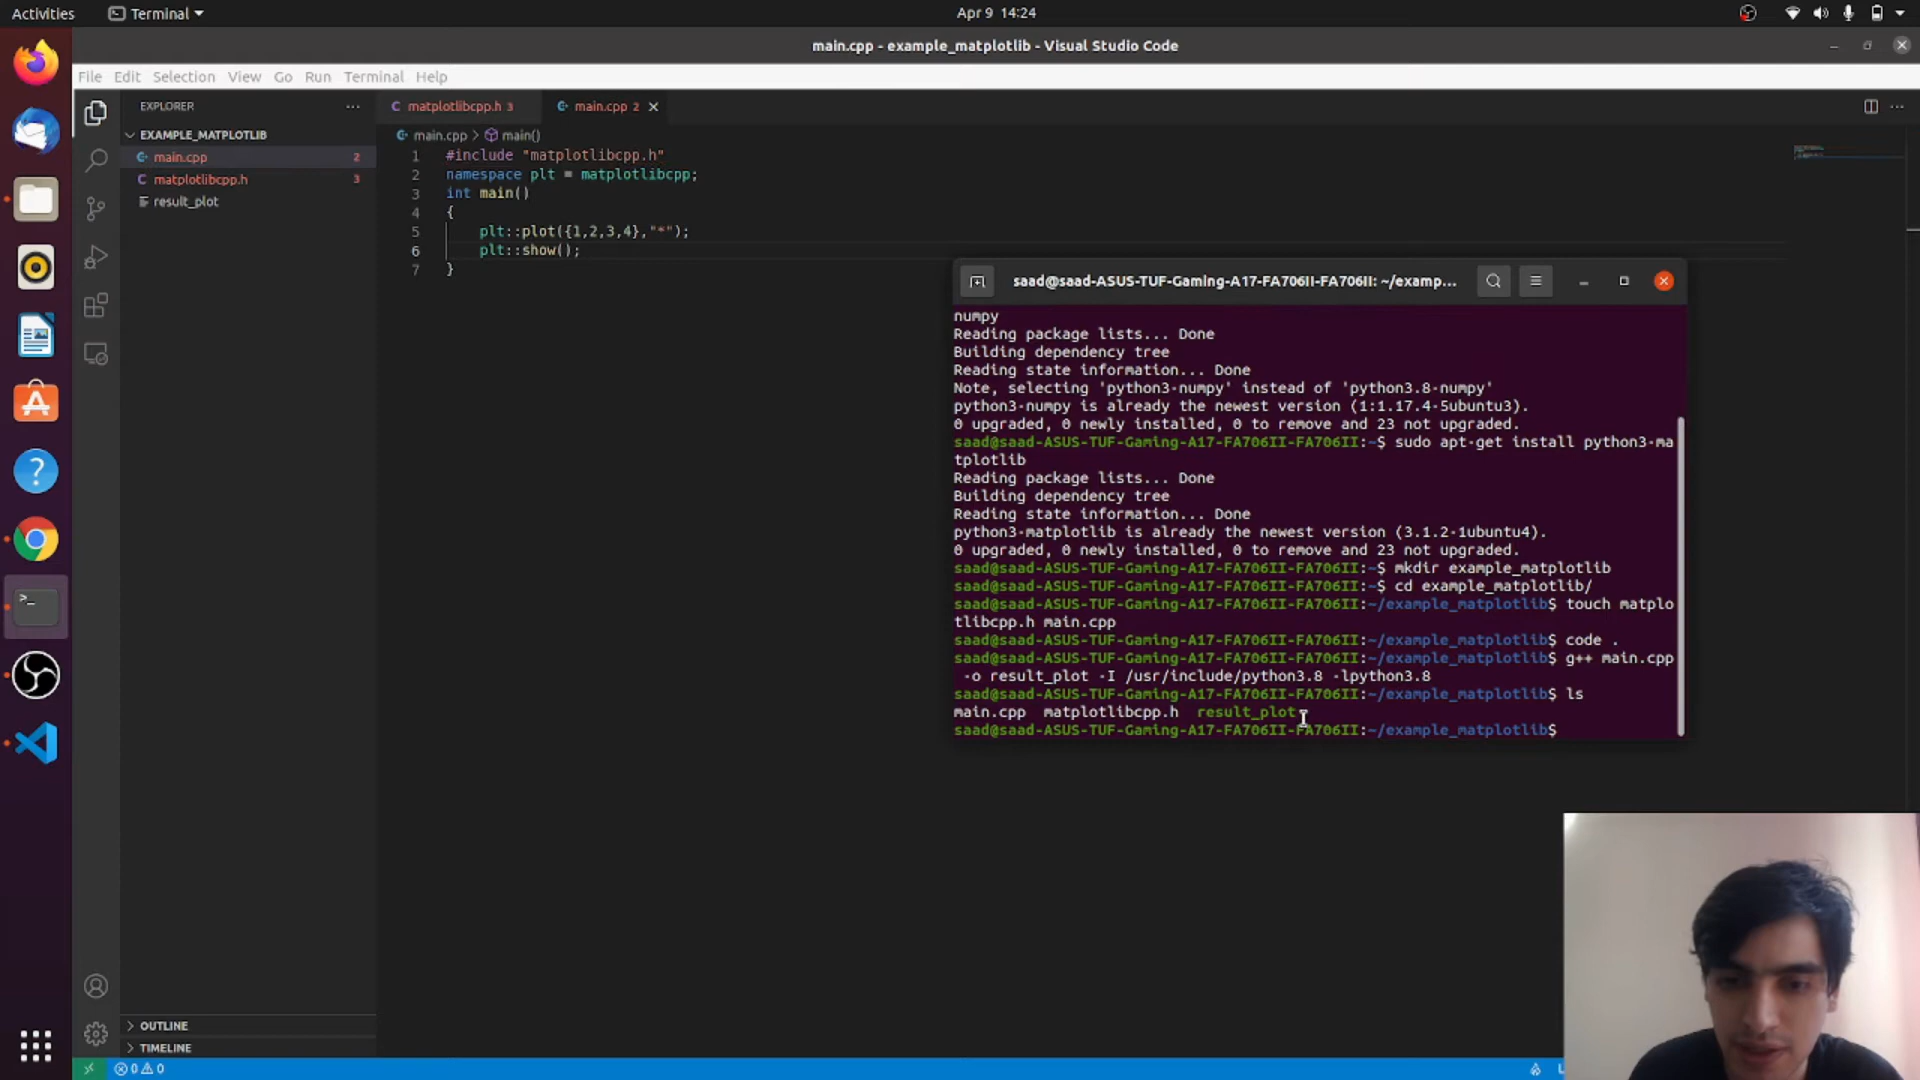 Activities
Terminal
Apr 9 14:24
main.cpp - example_matplotlib - Visual Studio Code
File Edit Selection View Go Run Terminal Help
EXPLORER
EXAMPLE_MATPLOTLIB
main.cpp 2
matplotlibcpp.h 3
result_plot
OUTLINE
TIMELINE
matplotlibcpp.h 3
main.cpp 2
main.cpp > main()
1 #include "matplotlibcpp.h"
2 namespace plt = matplotlibcpp;
3 int main()
4 {
5 plt::plot({1,2,3,4},"*");
6 plt::show();
7 }
saad@saad-ASUS-TUF-Gaming-A17-FA706II-FA706II: ~/examp...
numpy
Reading package lists... Done
Building dependency tree
Reading state information... Done
Note, selecting 'python3-numpy' instead of 'python3.8-numpy'
python3-numpy is already the newest version (1:1.17.4-5ubuntu3).
0 upgraded, 0 newly installed, 0 to remove and 23 not upgraded.
saad@saad-ASUS-TUF-Gaming-A17-FA706II-FA706II:~$ sudo apt-get install python3-ma
tplotlib
Reading package lists... Done
Building dependency tree
Reading state information... Done
python3-matplotlib is already the newest version (3.1.2-1ubuntu4).
0 upgraded, 0 newly installed, 0 to remove and 23 not upgraded.
saad@saad-ASUS-TUF-Gaming-A17-FA706II-FA706II:~$ mkdir example_matplotlib
saad@saad-ASUS-TUF-Gaming-A17-FA706II-FA706II:~$ cd example_matplotlib/
saad@saad-ASUS-TUF-Gaming-A17-FA706II-FA706II:~/example_matplotlib$ touch matplo
tlibcpp.h main.cpp
saad@saad-ASUS-TUF-Gaming-A17-FA706II-FA706II:~/example_matplotlib$ code .
saad@saad-ASUS-TUF-Gaming-A17-FA706II-FA706II:~/example_matplotlib$ g++ main.cpp
-o result_plot -I /usr/include/python3.8 -lpython3.8
saad@saad-ASUS-TUF-Gaming-A17-FA706II-FA706II:~/example_matplotlib$ ls
main.cpp matplotlibcpp.h result_plot
saad@saad-ASUS-TUF-Gaming-A17-FA706II-FA706II:~/example_matplotlib$
0 0